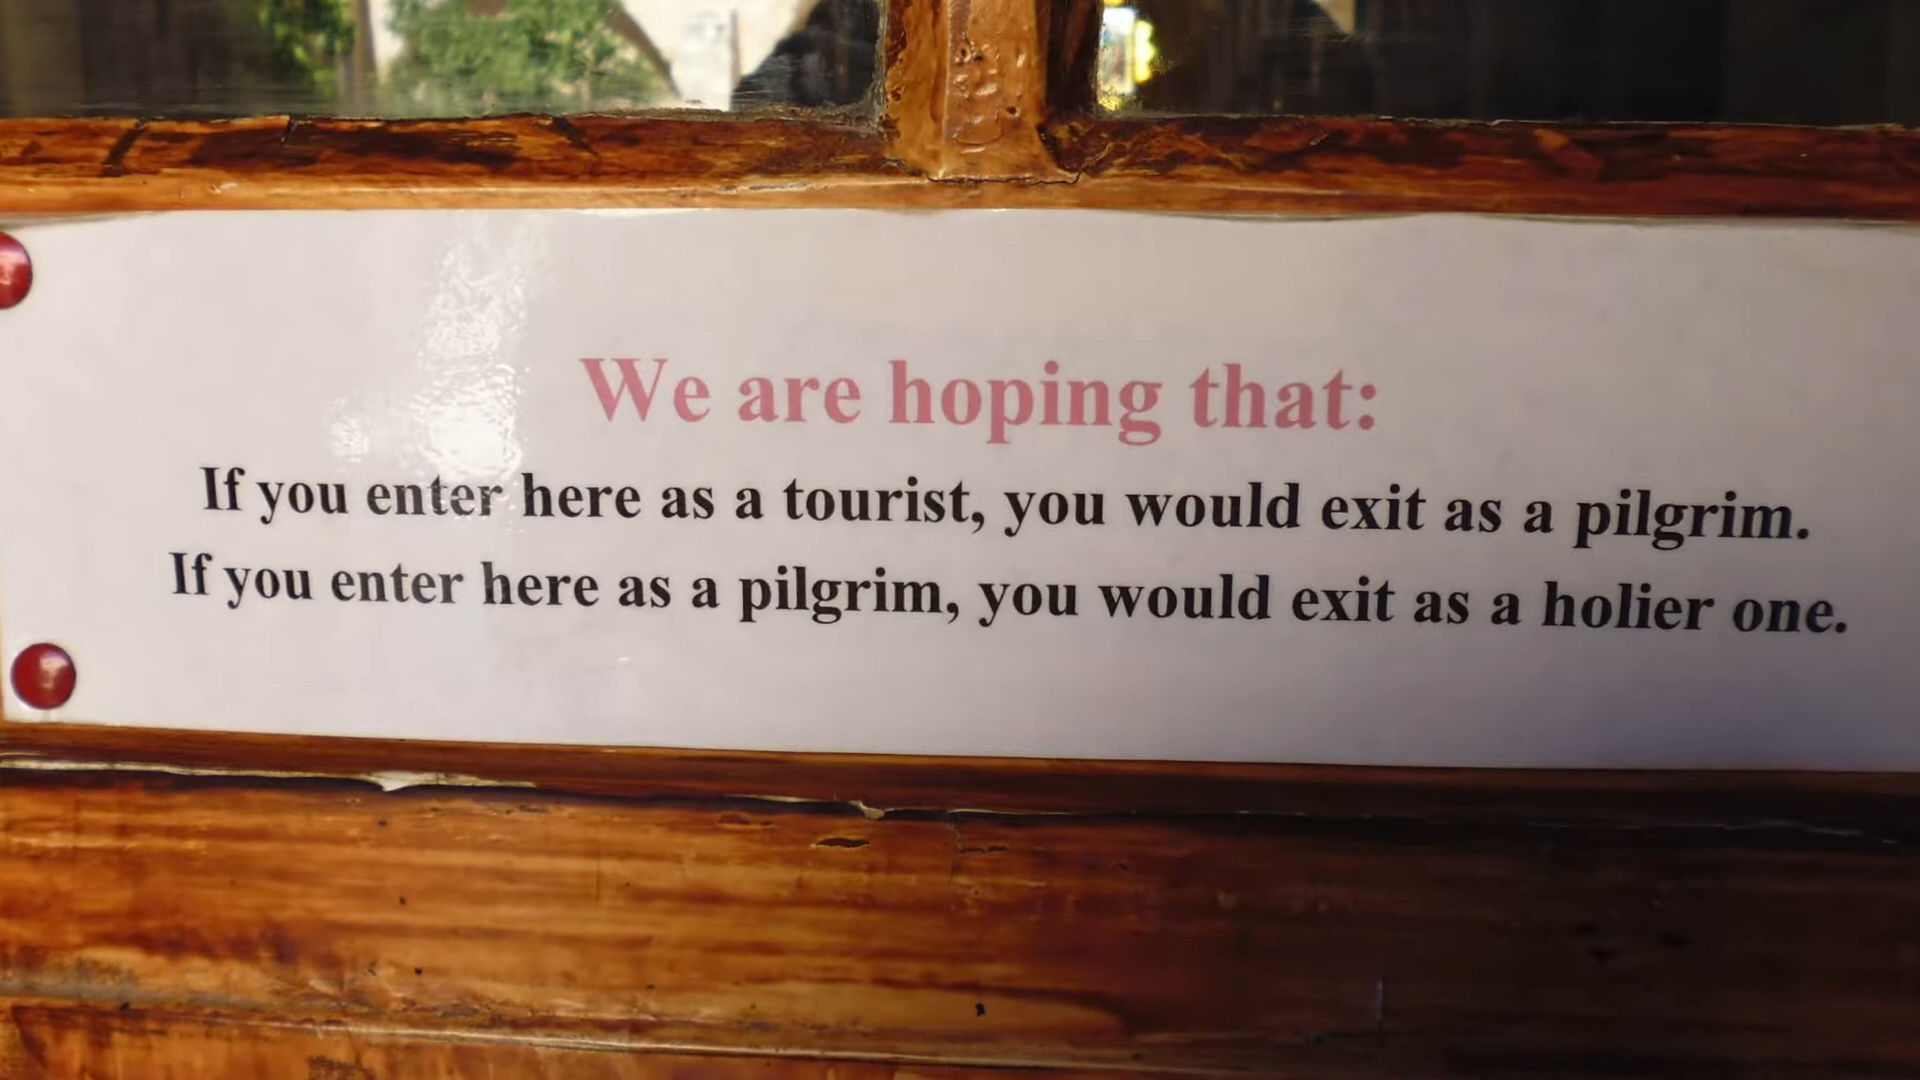 We are hoping that:
If you enter here as a tourist, you would exit as a pilgrim.
If you enter here as a pilgrim, you would exit as a holier one.